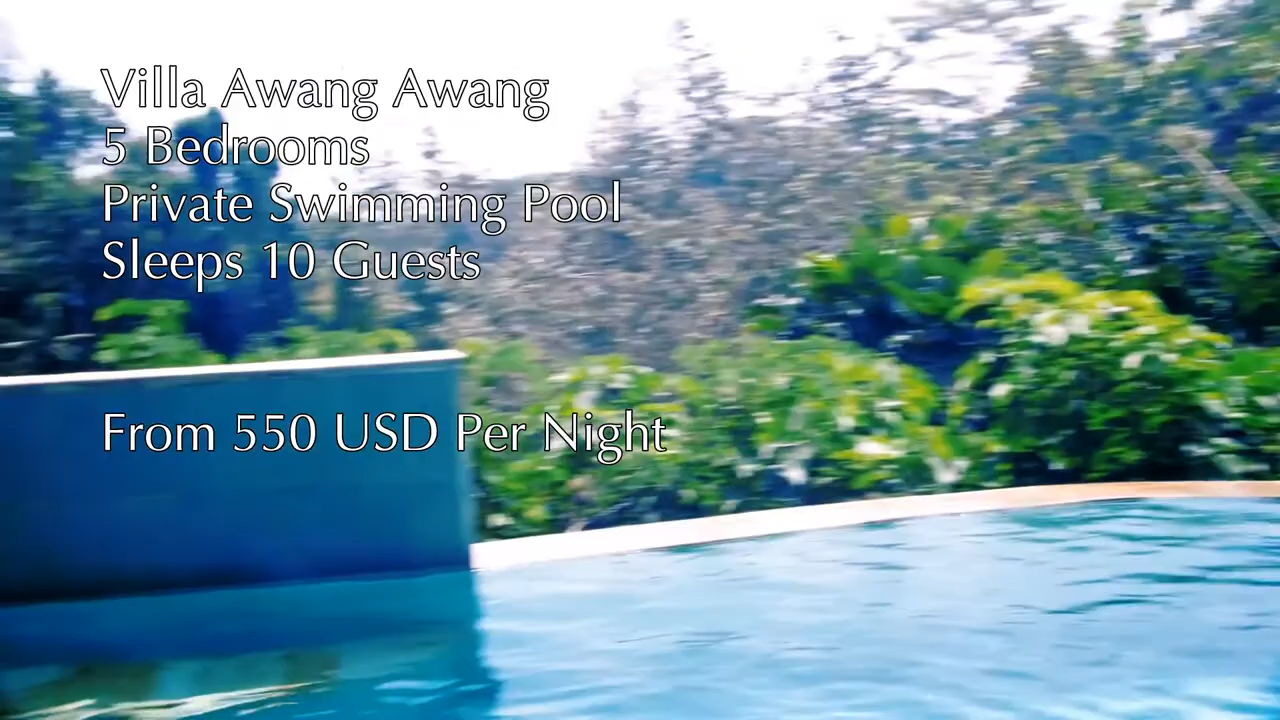 Villa Awang Awang
5 Bedrooms
Private Swimming Pool
Sleeps 10 Guests
From 550 USD Per Night